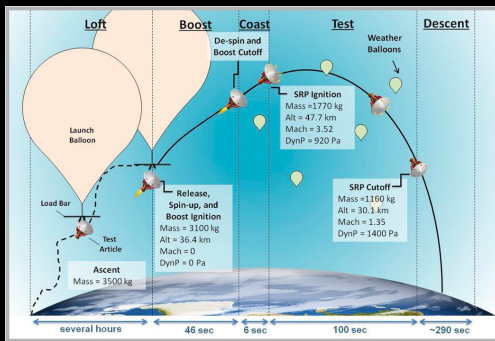 Loft
Boost
Coast
Test
Descent
De-spin and
Boost Cutoff
Weather
Balloons
SRP Ignition
Mass =1770 kg
Alt = 47.7 km
Mach = 3.52
DynP = 920 Pa
Launch
Balloon
Load Bar
Test
Article
Release,
Spin-up, and
Boost Ignition
Mass = 3100 kg
Alt = 36.4 km
Mach = 0
DynP = 0 Pa
SRP Cutoff
Mass =1160 kg
Alt = 30.1 km
Mach = 1.35
DynP = 1400 Pa
Ascent
Mass = 3500 kg
several hours
46 sec
6 sec
100 sec
~290 sec